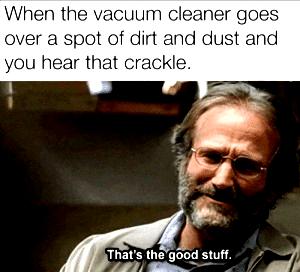 When the vacuum cleaner goes
over a spot of dirt and dust and
you hear that crackle.
That's the good stuff.